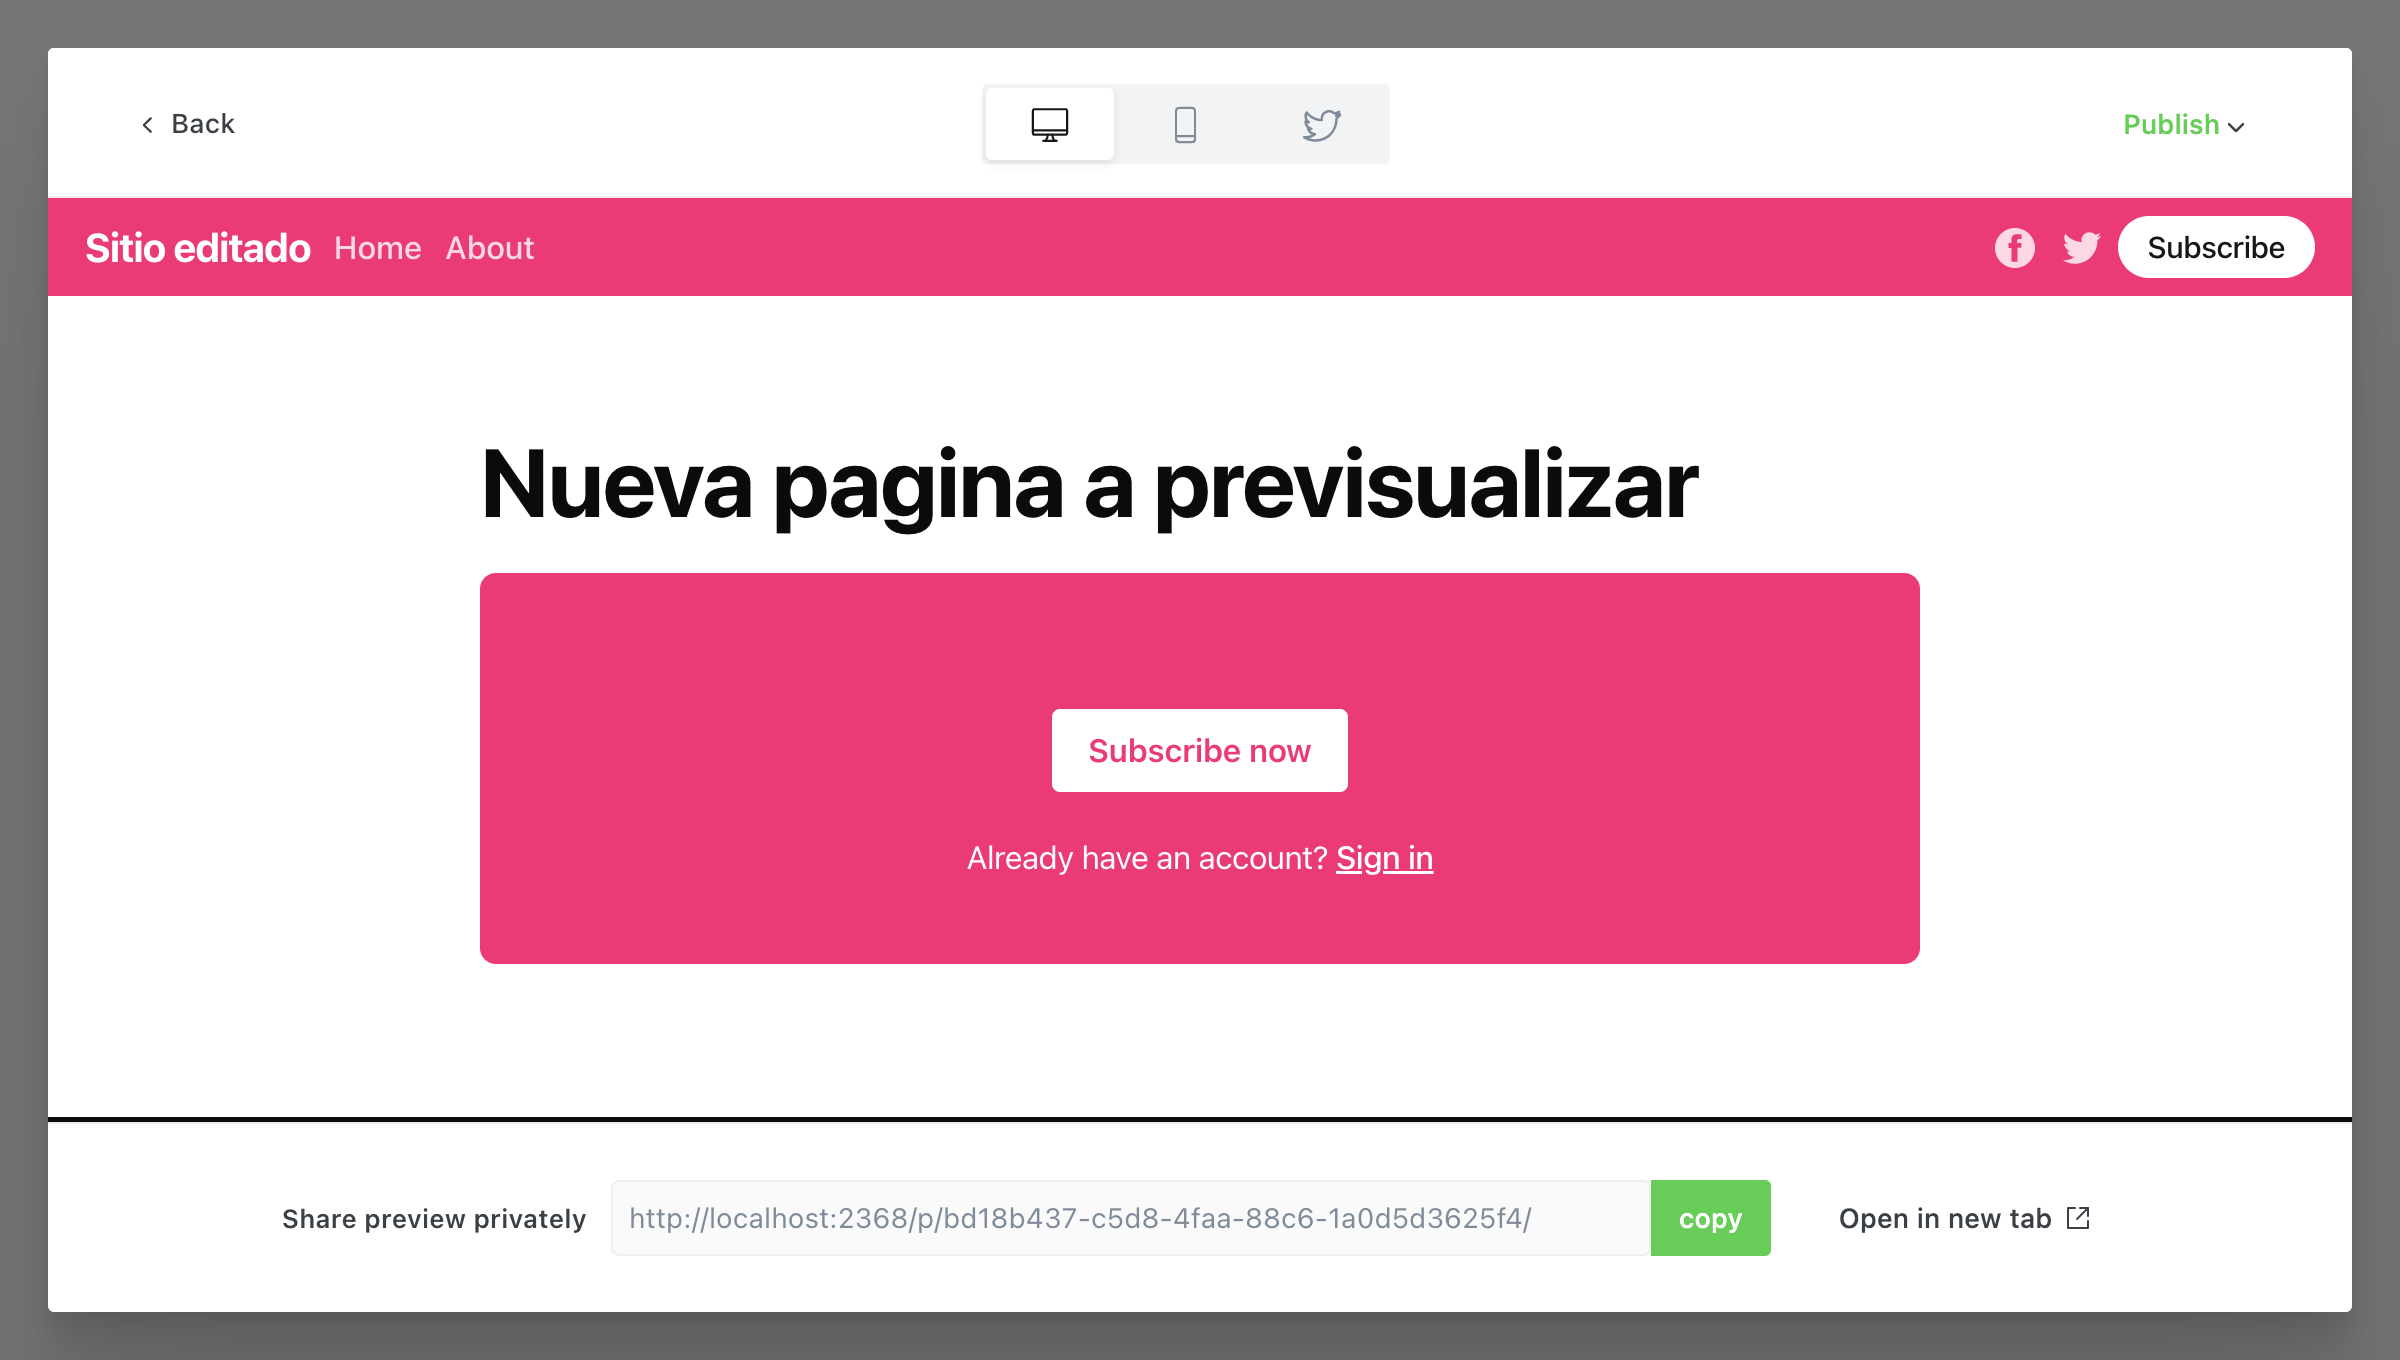 Back
Publish
Sitio editado Home About
Subscribe
Nueva pagina a previsualizar
Subscribe now
Already have an account? Sign in
Share preview privately
http://localhost:2368/p/bd18b437-c5d8-4faa-88c6-1a0d5d3625f4/
copy
Open in new tab